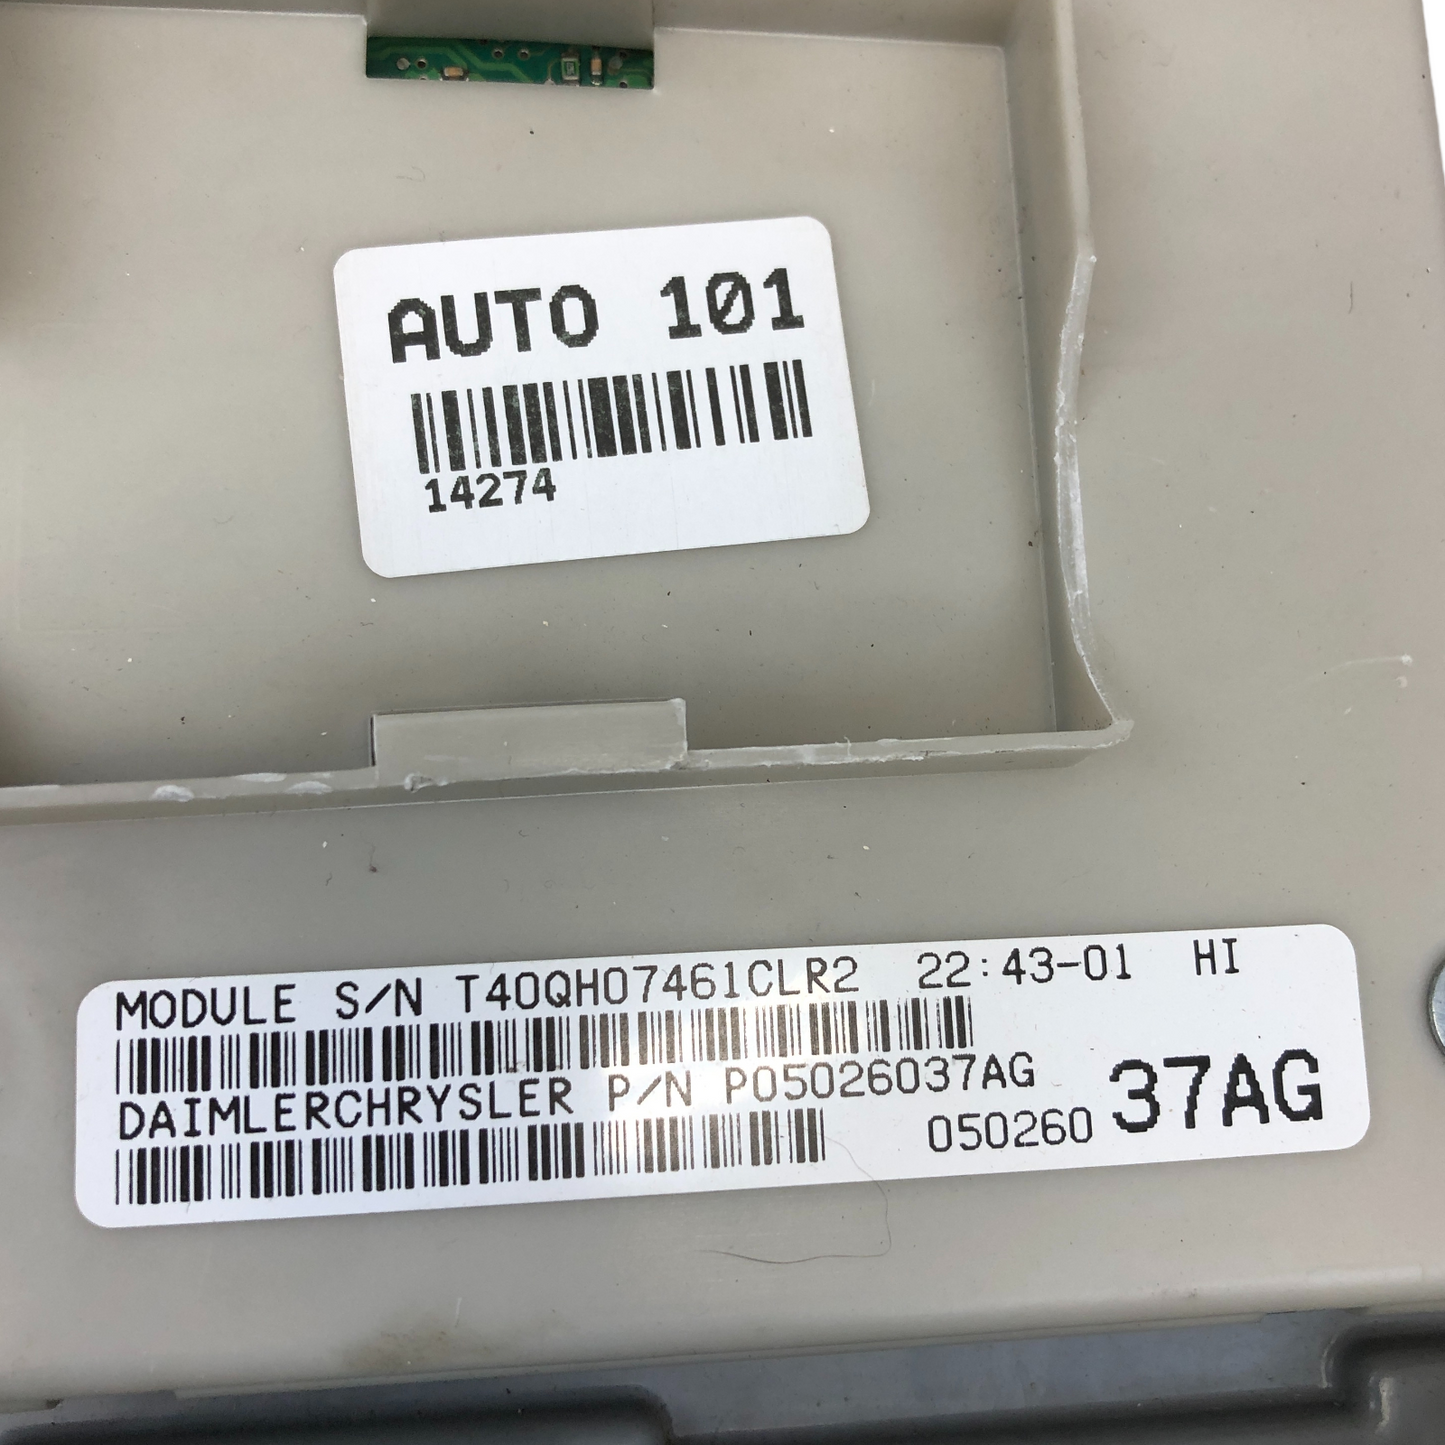 AUTO 101
14274
MODULE S/N T40QH07461CLR2 22:43-01 HI
DAIMLERCHRYSLER P/N P05026037AG
050260 37AG